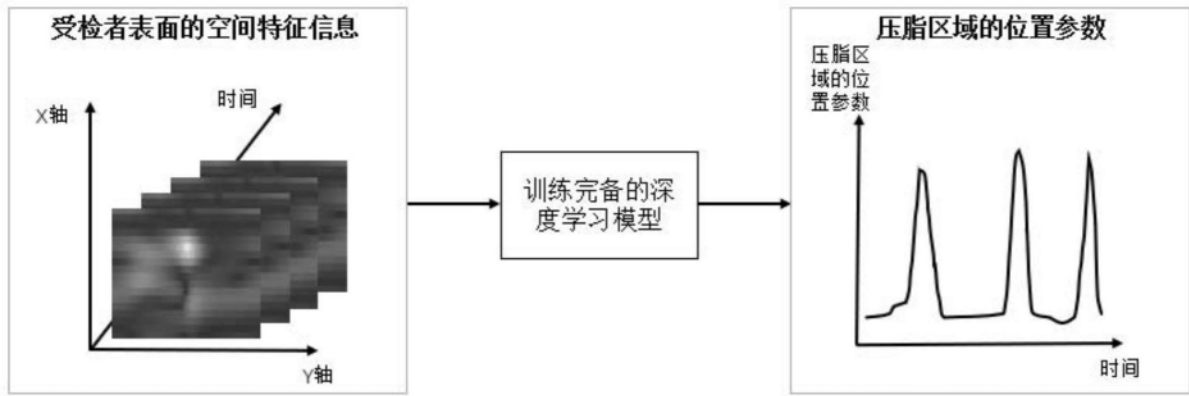 受检者表面的空间特征信息
X轴
时间
Y轴
训练完备的深
度学习模型
压脂区域的位置参数
压脂区
域的位
置参数
时间